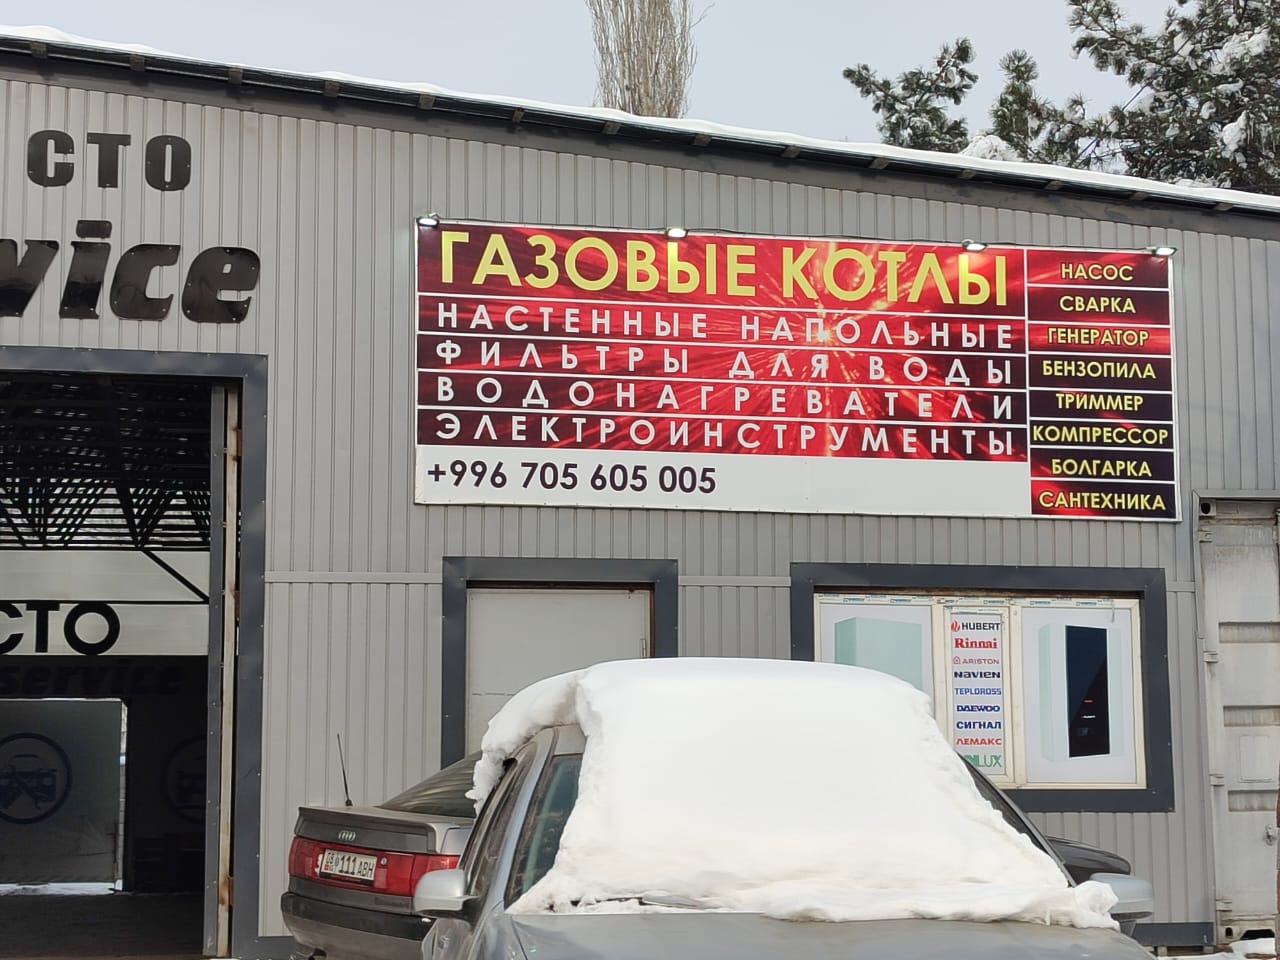 СТО
vice
ГАЗОВЫЕ КОТЛЫ
НАСТЕННЫЕ НАПОЛЬНЫЕ
ФИЛЬТРЫ ДЛЯ ВОДЫ
ВОДОНАГРЕВАТЕЛИ
ЭЛЕКТРОИНСТРУМЕНТЫ
+996 705 605 005
НАСОС
СВАРКА
ГЕНЕРАТОР
БЕНЗОПИЛА
ТРИММЕР
КОМПРЕССОР
БОЛГАРКА
САНТЕХНИКА
СТО
service
HUBERT
Rinnai
ARISTON
NAVIEN
TEPLOROSS
DAEWOO
СИГНАЛ
ЛЕМАКС
111 ABH